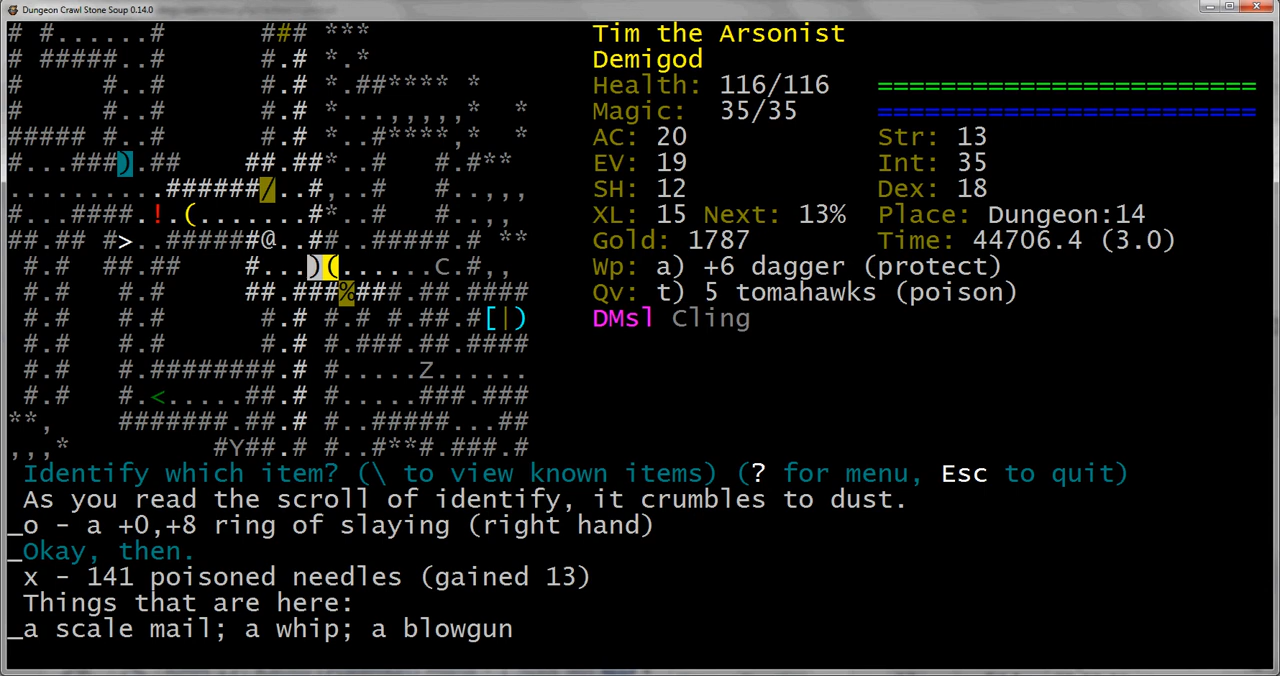 Dungeon Crawl Stone Soup 0.14.0
Tim the Arsonist
Demigod
Health: 116/116 ========================
Magic: 35/35 ========================
AC: 20 Str: 13
EV: 19 Int: 35
SH: 12 Dex: 18
XL: 15 Next: 13% Place: Dungeon:14
Gold: 1787 Time: 44706.4 (3.0)
Wp: a) +6 dagger (protect)
Qv: t) 5 tomahawks (poison)
DMsl Cling
Identify which item? (\ to view known items) (? for menu, Esc to quit)
As you read the scroll of identify, it crumbles to dust.
_o - a +0,+8 ring of slaying (right hand)
_Okay, then.
x - 141 poisoned needles (gained 13)
Things that are here:
_a scale mail; a whip; a blowgun